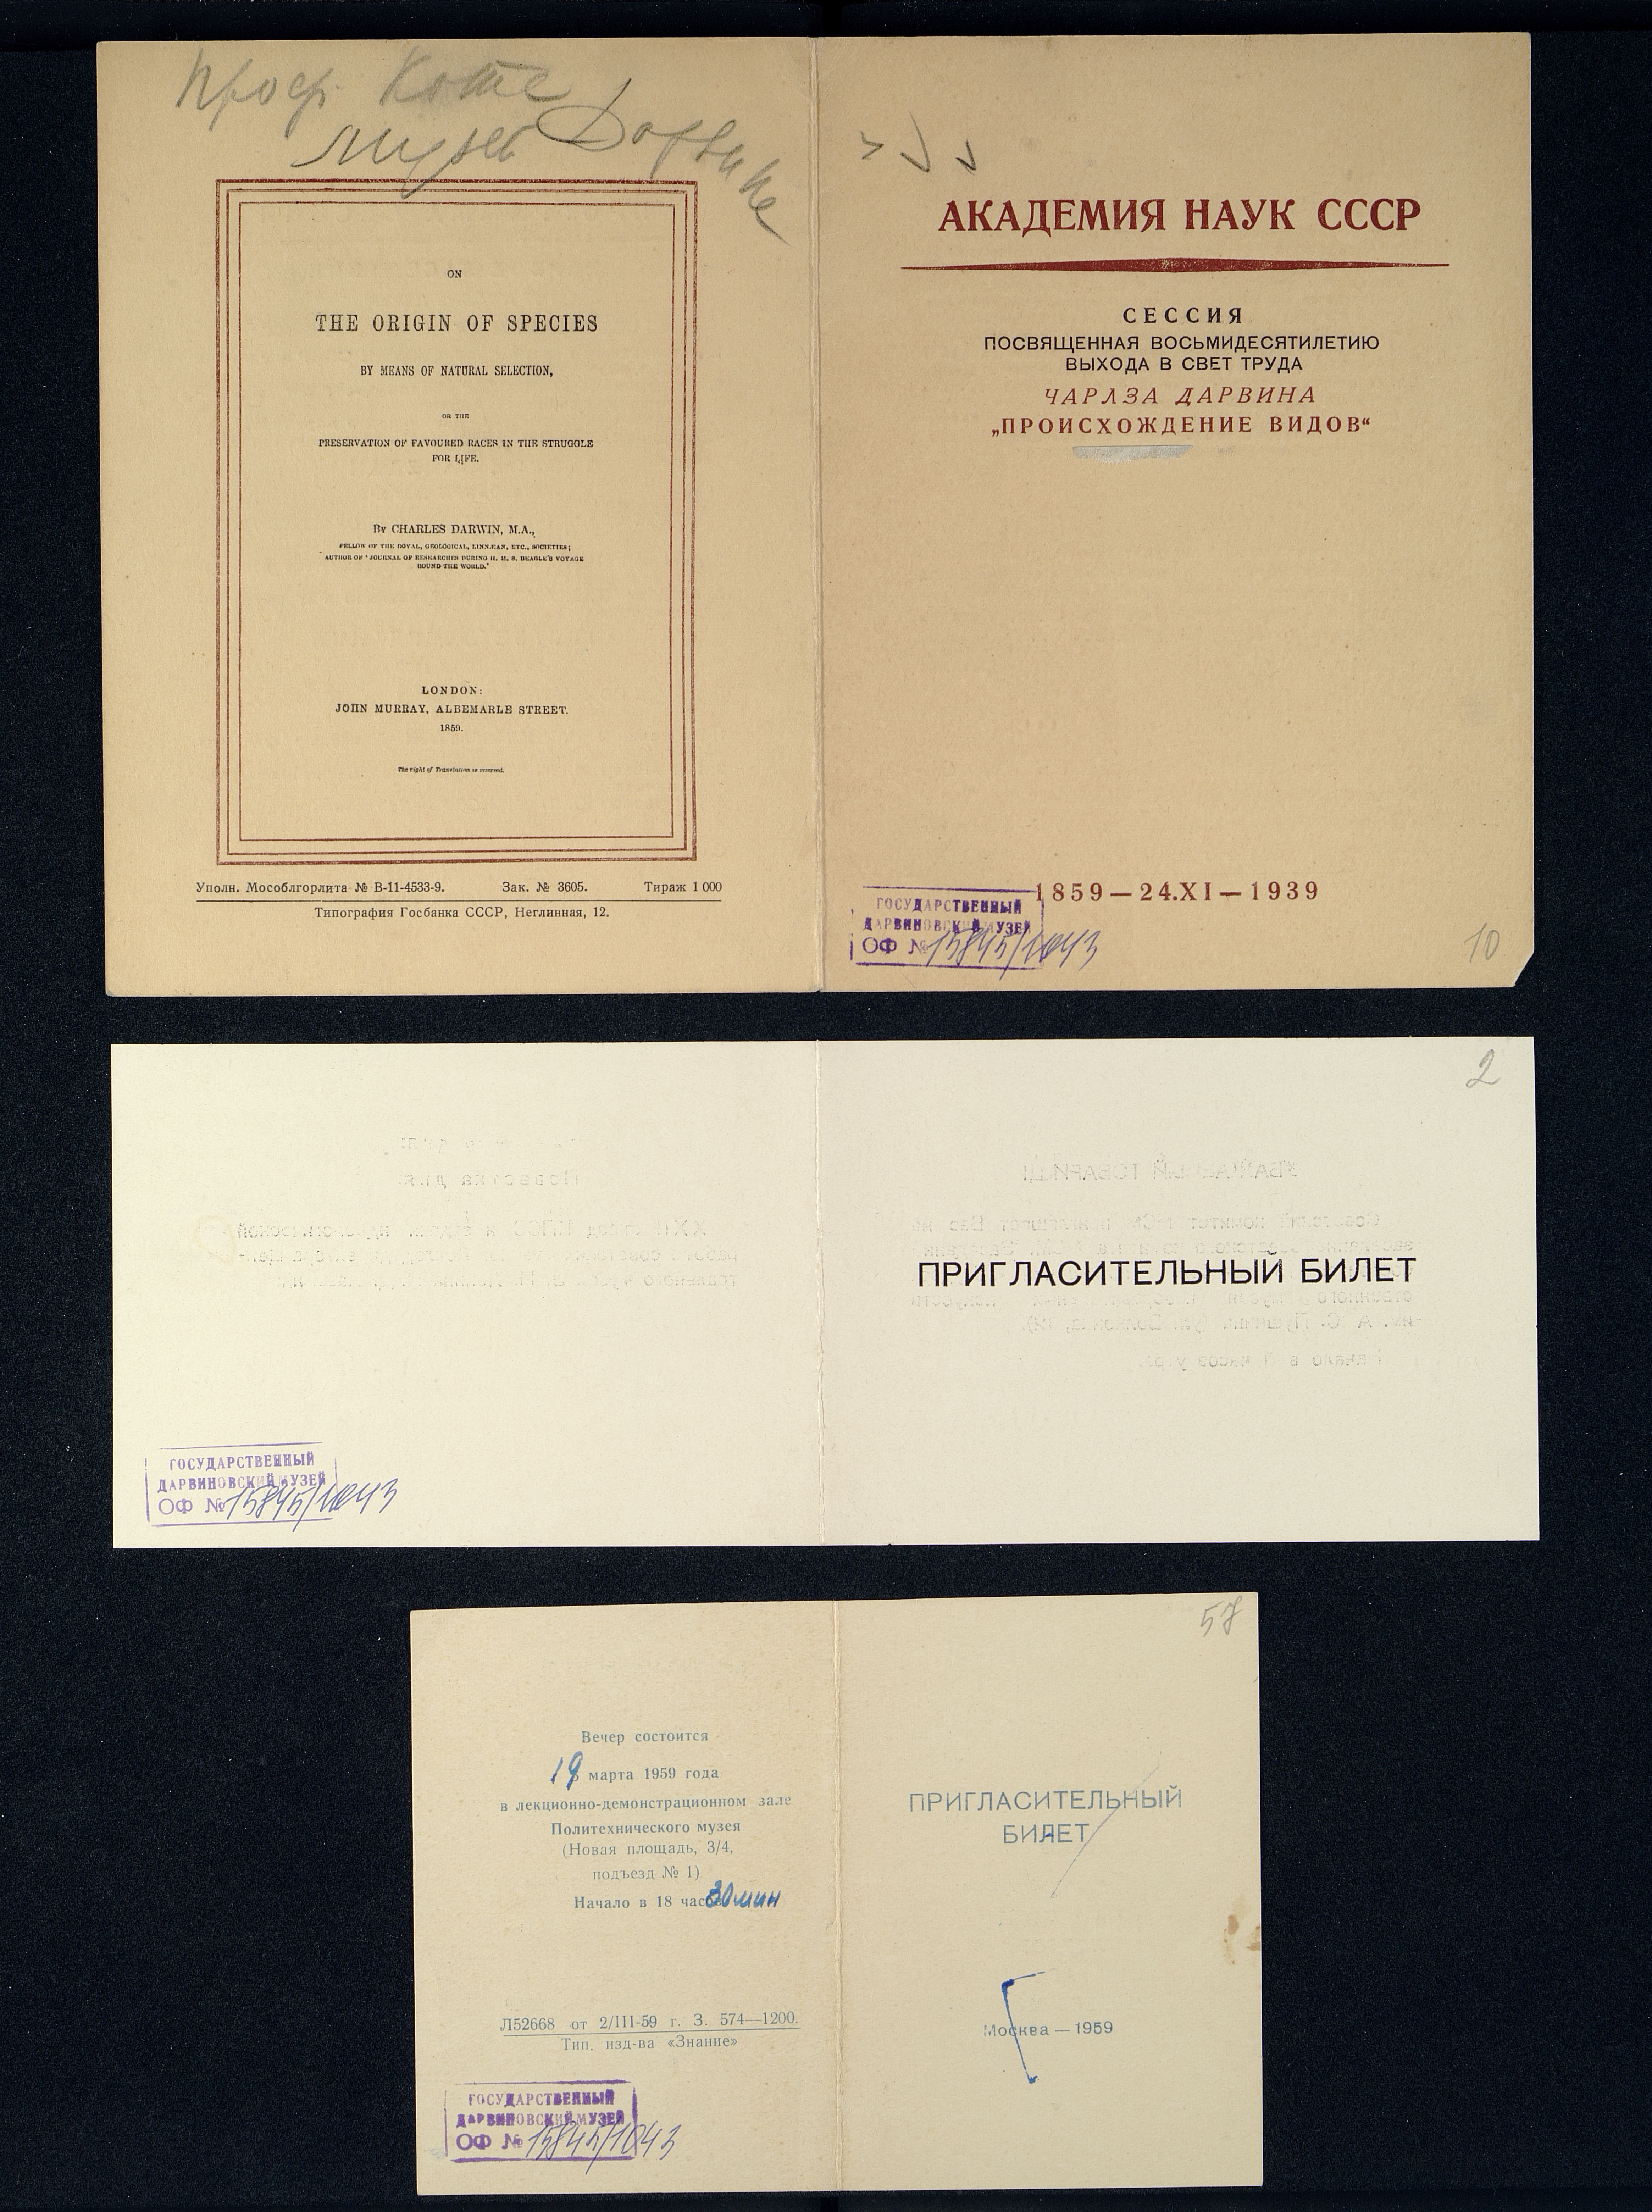 Проф. Котс
Музей Дарвина
ON
THE ORIGIN OF SPECIES
BY MEANS OF NATURAL SELECTION,
OR THE
PRESERVATION OF FAVOURED RACES IN THE STRUGGLE
FOR LIFE.
By CHARLES DARWIN, M.A.,
FELLOW OF THE ROYAL, GEOLOGICAL, LINNÆAN, ETC., SOCIETIES;
AUTHOR OF 'JOURNAL OF RESEARCHES DURING H. M. S. BEAGLE'S VOYAGE
ROUND THE WORLD.'
LONDON:
JOHN MURRAY, ALBEMARLE STREET.
1859.
The right of Translation is reserved.
Уполн. Мособлгорлита № В-11-4533-9. Зак. № 3605. Тираж 1 000
Типография Госбанка СССР, Неглинная, 12.
АКАДЕМИЯ НАУК СССР
СЕССИЯ
ПОСВЯЩЕННАЯ ВОСЬМИДЕСЯТИЛЕТИЮ
ВЫХОДА В СВЕТ ТРУДА
ЧАРЛЗА ДАРВИНА
„ПРОИСХОЖДЕНИЕ ВИДОВ“
1859—24.XI—1939
ГОСУДАРСТВЕННЫЙ
ДАРВИНОВСКИЙ МУЗЕЙ
ОФ № 15845/1043
10
2
ПРИГЛАСИТЕЛЬНЫЙ БИЛЕТ
ГОСУДАРСТВЕННЫЙ
ДАРВИНОВСКИЙ МУЗЕЙ
ОФ № 15845/1043
Вечер состоится
19 марта 1959 года
в лекционно-демонстрационном зале
Политехнического музея
(Новая площадь, 3/4,
подъезд № 1)
Начало в 18 час 30 мин
Л52668 от 2/III-59 г. З. 574—1200.
Тип. изд-ва «Знание»
ГОСУДАРСТВЕННЫЙ
ДАРВИНОВСКИЙ МУЗЕЙ
ОФ № 15845/1043
57
ПРИГЛАСИТЕЛЬНЫЙ
БИЛЕТ
Москва — 1959